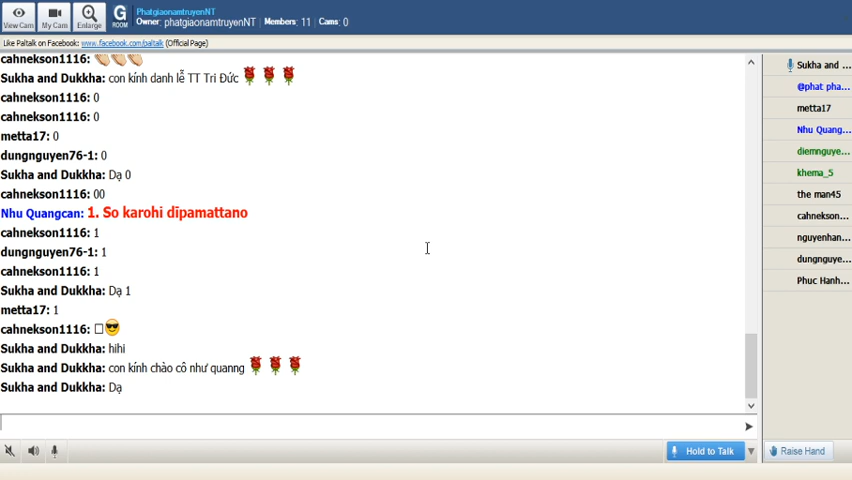 PhatgiaonamtruyenNT
Owner: phatgiaonamtruyenNT Members: 11 Cams: 0
View Cam
My Cam
Enlarge
G
ROOM
Like Paltalk on Facebook: www.facebook.com/paltalk (Official Page)
cahnekson1116:
Sukha and Dukkha: con kính danh lễ TT Tri Đức
cahnekson1116: 0
cahnekson1116: 0
metta17: 0
dungnguyen76-1: 0
Sukha and Dukkha: Dạ 0
cahnekson1116: 00
Nhu Quangcan: 1. So karohi dīpamattano
cahnekson1116: 1
dungnguyen76-1: 1
cahnekson1116: 1
Sukha and Dukkha: Dạ 1
metta17: 1
cahnekson1116:
Sukha and Dukkha: hihi
Sukha and Dukkha: con kính chào cô như quanng
Sukha and Dukkha: Dạ
Hold to Talk
Sukha and ...
@phat pha...
metta17
Nhu Quang...
diemnguye...
khema_5
the man45
cahnekson...
nguyenhan...
dungnguye...
Phuc Hanh...
Raise Hand